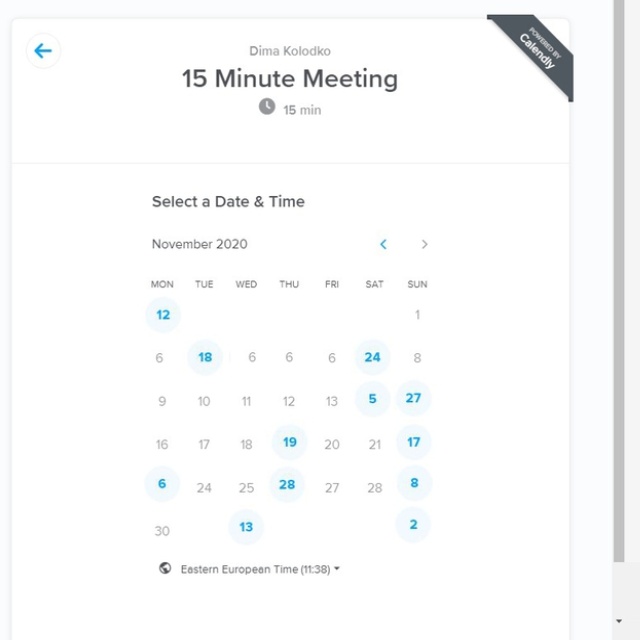 POWERED BY
Calendly
Dima Kolodko
15 Minute Meeting
15 min
Select a Date & Time
November 2020
MON TUE WED THU FRI SAT SUN
12 1
6 18 6 6 6 24 8
9 10 11 12 13 5 27
16 17 18 19 20 21 17
6 24 25 28 27 28 8
30 13 2
Eastern European Time (11:38)